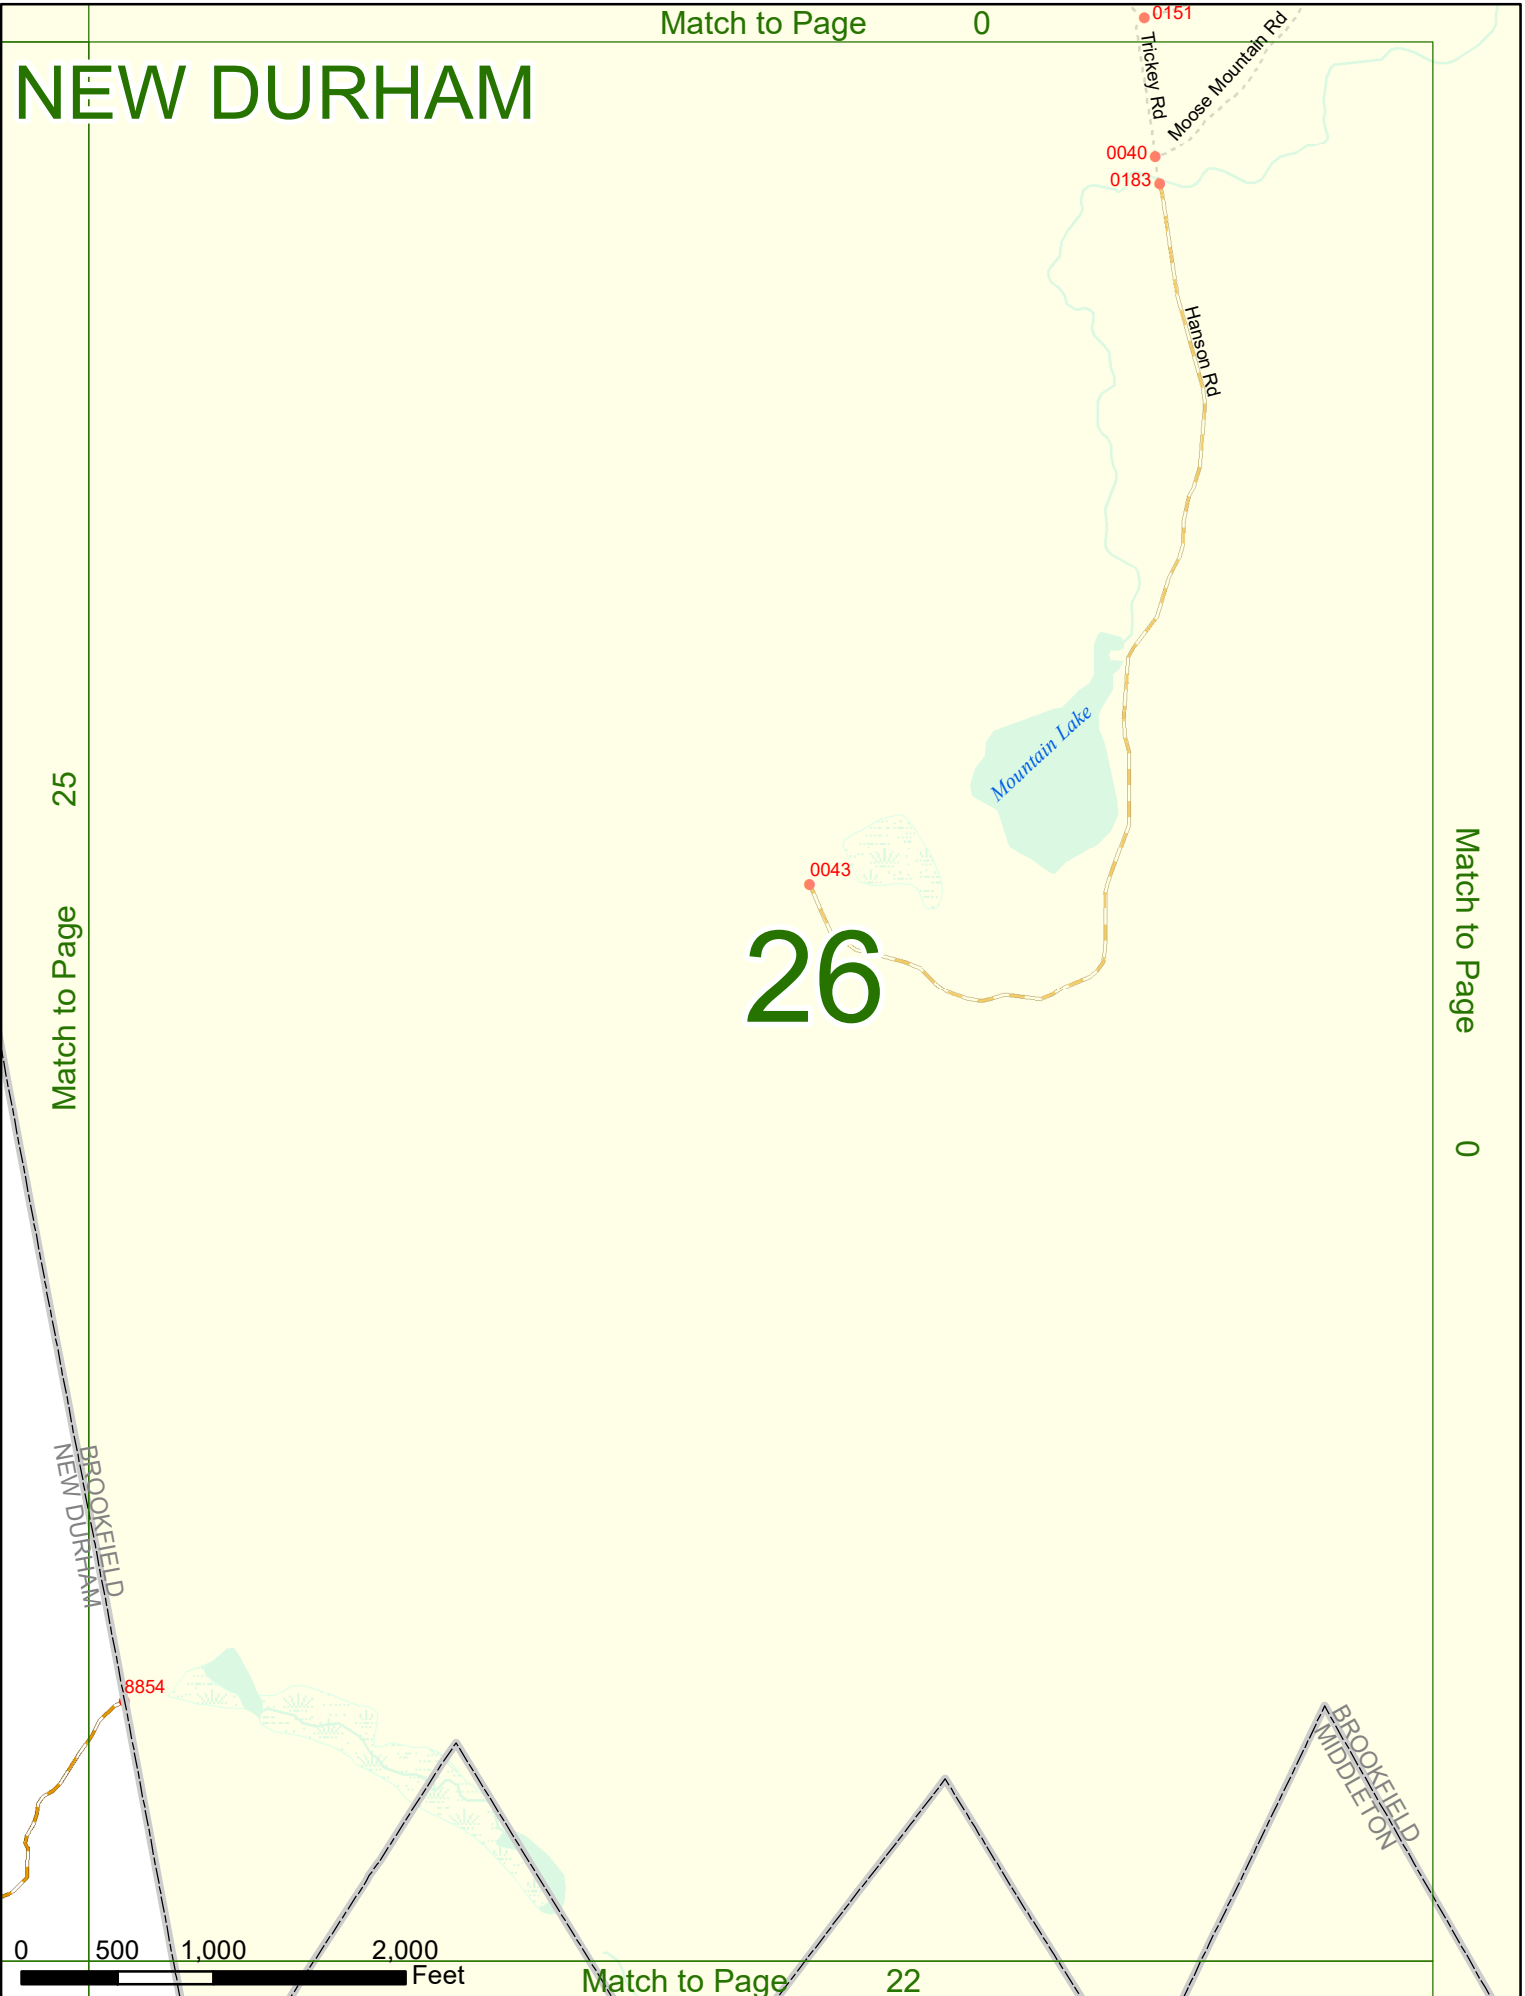 Match to Page 0
0151
NEW DURHAM
Trickey Rd
Moose Mountain Rd
0040
0183
Hanson Rd
Mountain Lake
Match to Page 25
0043
26
Match to Page 0
BROOKFIELD
NEW DURHAM
8854
BROOKFIELD
MIDDLETON
0 500 1,000 2,000
Feet
Match to Page 22